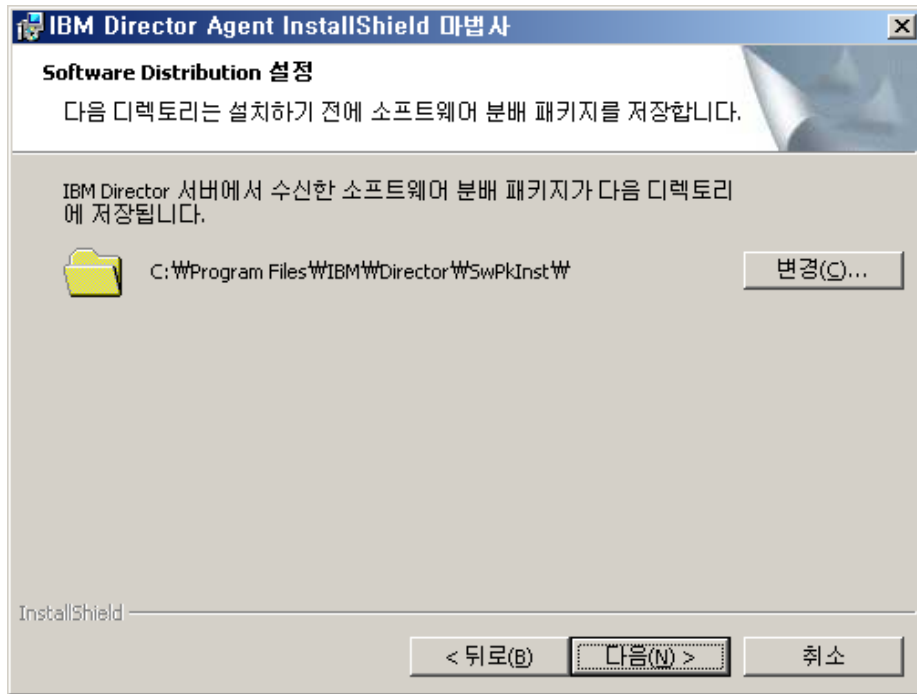 IBM Director Agent InstallShield 마법사
Software Distribution 설정
다음 디렉토리는 설치하기 전에 소프트웨어 분배 패키지를 저장합니다.
IBM Director 서버에서 수신한 소프트웨어 분배 패키지가 다음 디렉토리
에 저장됩니다.
C:₩Program Files₩IBM₩Director₩SwPkInst₩
변경(C)...
InstallShield
< 뒤로(B)
다음(N) >
취소